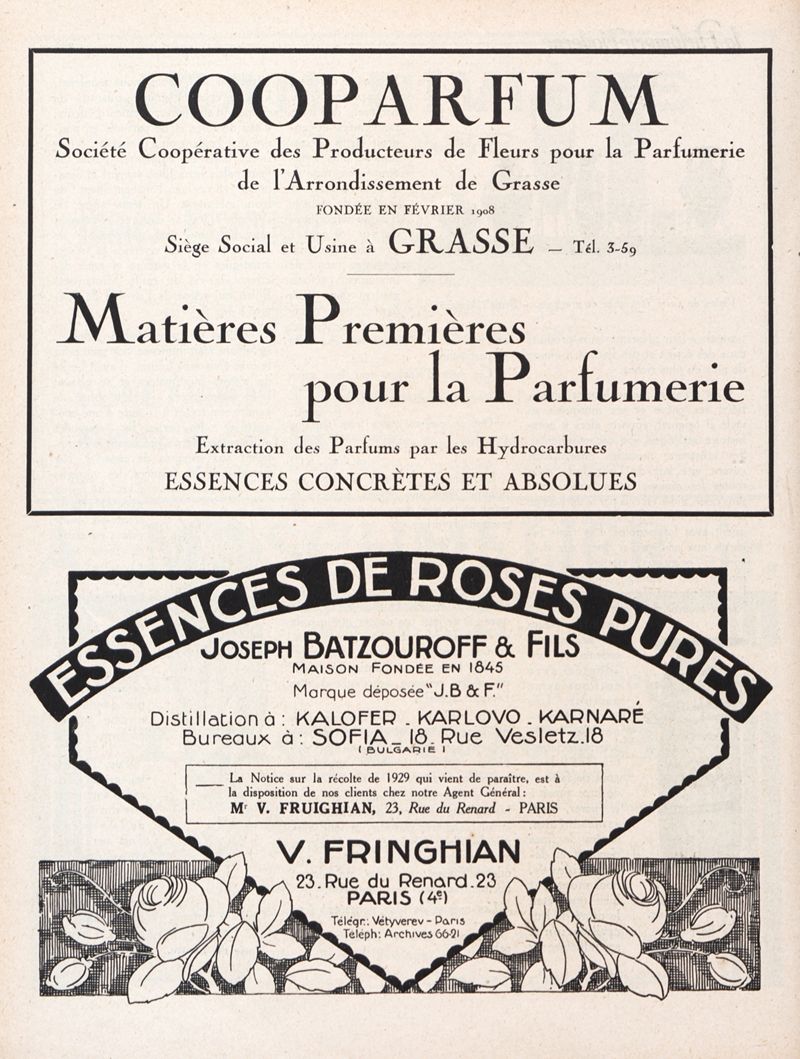 COOPARFUM
Société Coopérative des Producteurs de Fleurs pour la Parfumerie
de l'Arrondissement de Grasse
FONDÉE EN FÉVRIER 1908
Siège Social et Usine à GRASSE — Tél. 3-59
Matières Premières
pour la Parfumerie
Extraction des Parfums par les Hydrocarbures
ESSENCES CONCRÈTES ET ABSOLUES
ESSENCES DE ROSES PURES
JOSEPH BATZOUROFF & FILS
MAISON FONDÉE EN 1845
Marque déposée "J.B & F."
Distillation à : KALOFER . KARLOVO . KARNARÉ
Bureaux à : SOFIA _ 18. Rue Vesletz.18
( BULGARIE )
La Notice sur la récolte de 1929 qui vient de paraître, est à
la disposition de nos clients chez notre Agent Général :
Mr V. FRUIGHIAN, 23, Rue du Renard - PARIS
V. FRINGHIAN
23. Rue du Renard. 23
PARIS (4e)
Télégr.: Vétyverev - Paris
Teléph: Archives 66-21